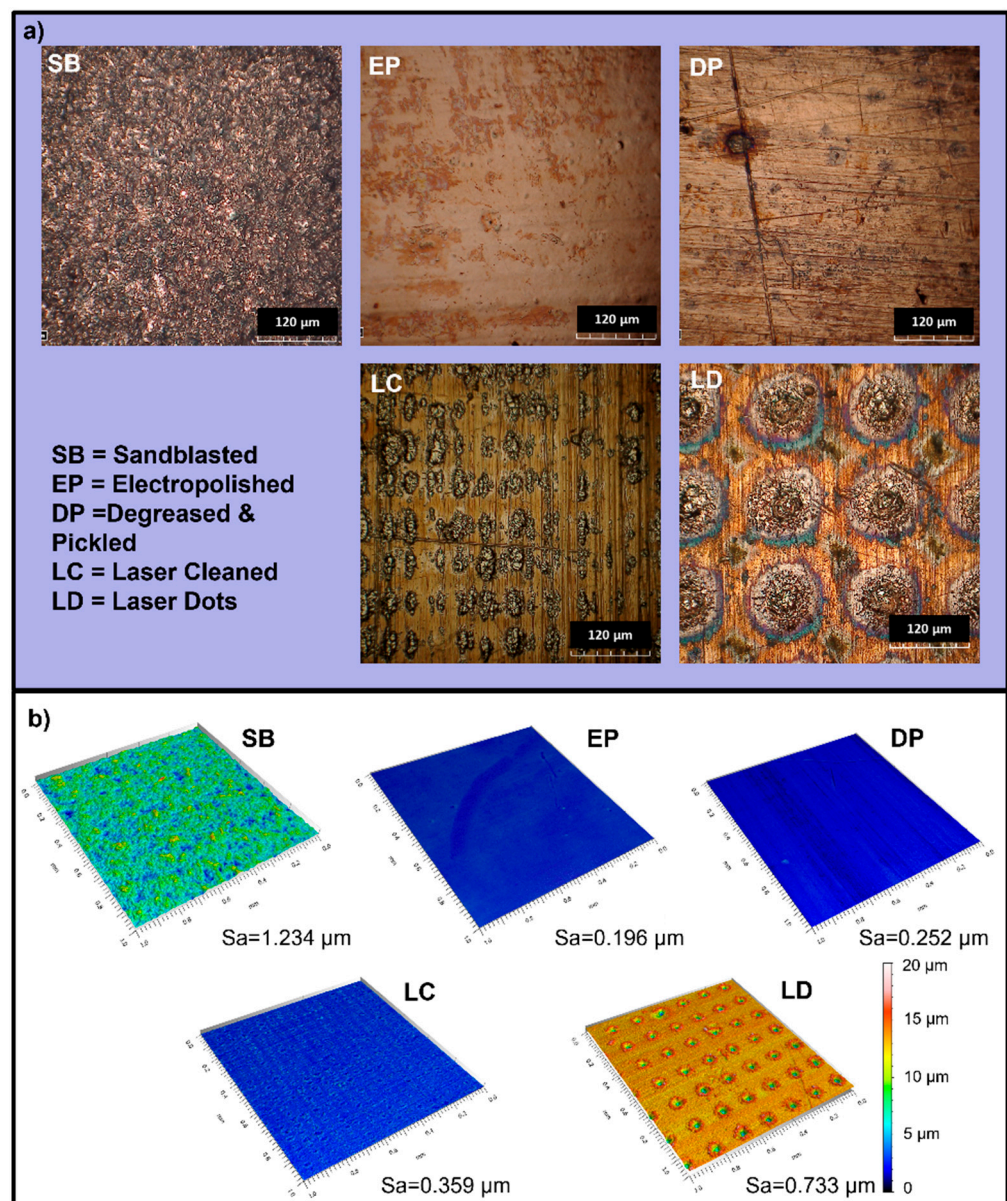 a)
SB
EP
DP
120 µm
120 µm
120 µm
LC
LD
120 µm
120 µm
SB = Sandblasted
EP = Electropolished
DP =Degreased &
Pickled
LC = Laser Cleaned
LD = Laser Dots
b)
SB
EP
DP
Sa=1.234 µm
Sa=0.196 µm
Sa=0.252 µm
LC
LD
20 µm
15 µm
10 µm
5 µm
0
Sa=0.359 µm
Sa=0.733 µm